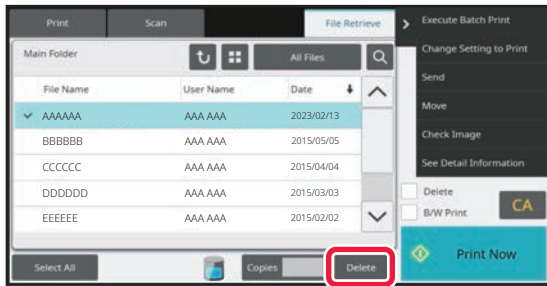 Print Scan File Retrieve
Execute Batch Print
Main Folder All Files
Change Setting to Print
Send
File Name User Name Date
Move
AAAAAA AAA AAA 2023/02/13
Check Image
BBBBBB AAA AAA 2015/05/05
See Detail Information
CCCCCC AAA AAA 2015/04/04
DDDDDD AAA AAA 2015/03/03
Delete
EEEEEE AAA AAA 2015/02/02
B/W Print
CA
Select All Copies Delete
Print Now